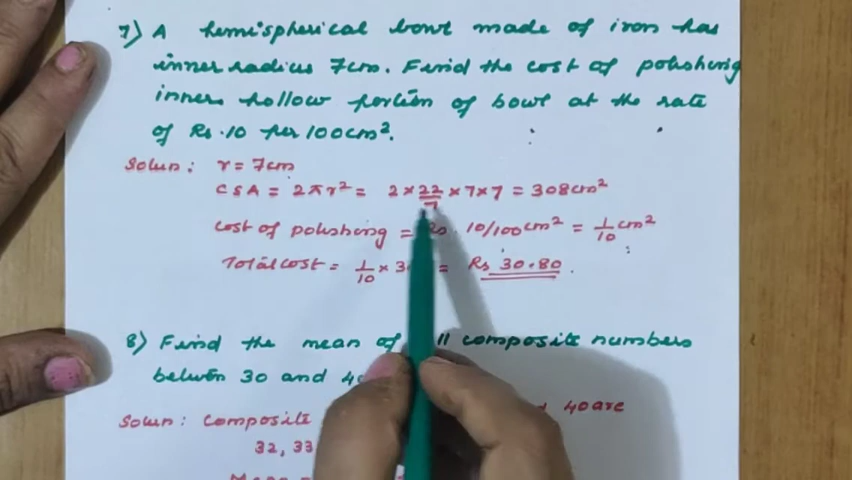 7) A hemispherical bowl made of iron has
inner radius 7cm. Find the cost of polishing
inner hollow portion of bowl at the rate
of Rs.10 per 100cm².
Solun: r = 7cm
CSA = 2πr² = 2 × 22/7 × 7 × 7 = 308cm²
Cost of polishing = Rs. 10/100cm² = 1/10 cm²
Total cost = 1/10 × = Rs 30.80
8) Find the mean of composite numbers
between 30 and
Solun: Composite 40 are
32, 33